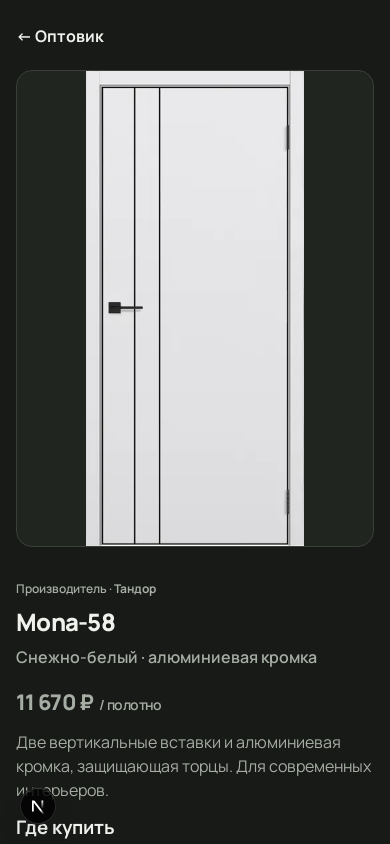 ← Оптовик
Производитель · Тандор
Mona-58
Снежно-белый · алюминиевая кромка
11 670 ₽ / полотно
Две вертикальные вставки и алюминиевая
кромка, защищающая торцы. Для современных
интерьеров.
N
Где купить